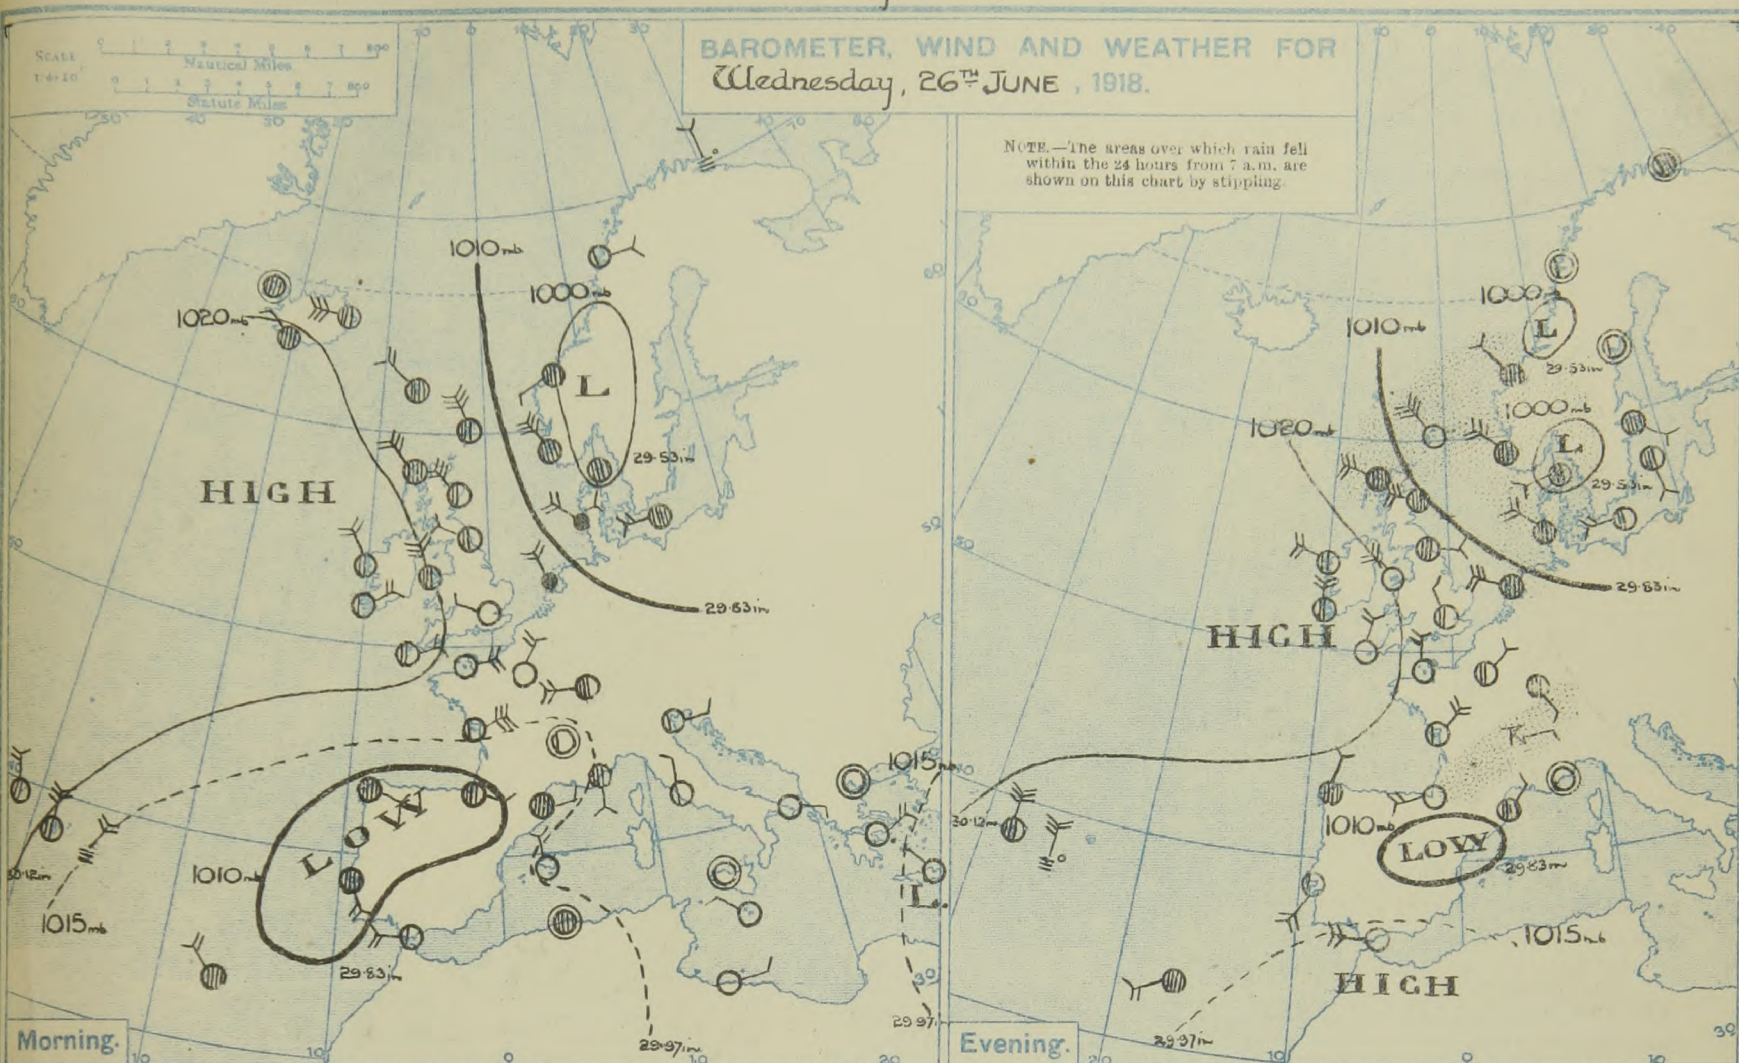 SCALE
Nautical Miles
Statute Miles
BAROMETER, WIND AND WEATHER FOR
Wednesday, 26TH JUNE, 1918.
NOTE.—The areas over which rain fell
within the 24 hours from 7 a.m. are
shown on this chart by stippling.
1010mb
1000mb
1020mb
L
29·53in
HIGH
29·83in
LOW
1015mb
1010mb
30·12in
1015mb
L.
29·83in
29·97in
29·97in
Morning.
1000mb
L
1010mb
29·53in
1000mb
1020mb
L.
29·53in
29·83in
HIGH
30·12in
1010mb
LOW
29·83in
1015mb
HIGH
29·97in
Evening.